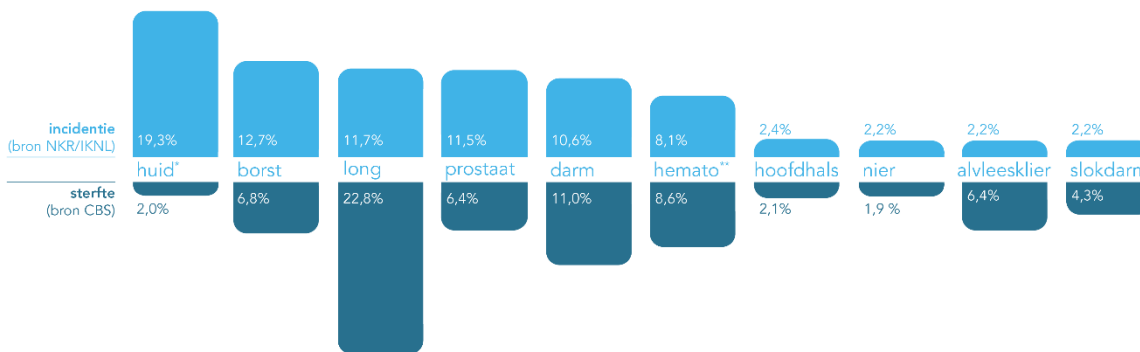 19,3% 12,7% 11,7% 11,5% 10,6% 8,1% 2,4% 2,2% 2,2% 2,2%
incidentie
(bron NKR/IKNL)
huid* borst long prostaat darm hemato** hoofdhals nier alvleesklier slokdarm
sterfte
(bron CBS)
2,0% 6,8% 22,8% 6,4% 11,0% 8,6% 2,1% 1,9 % 6,4% 4,3%